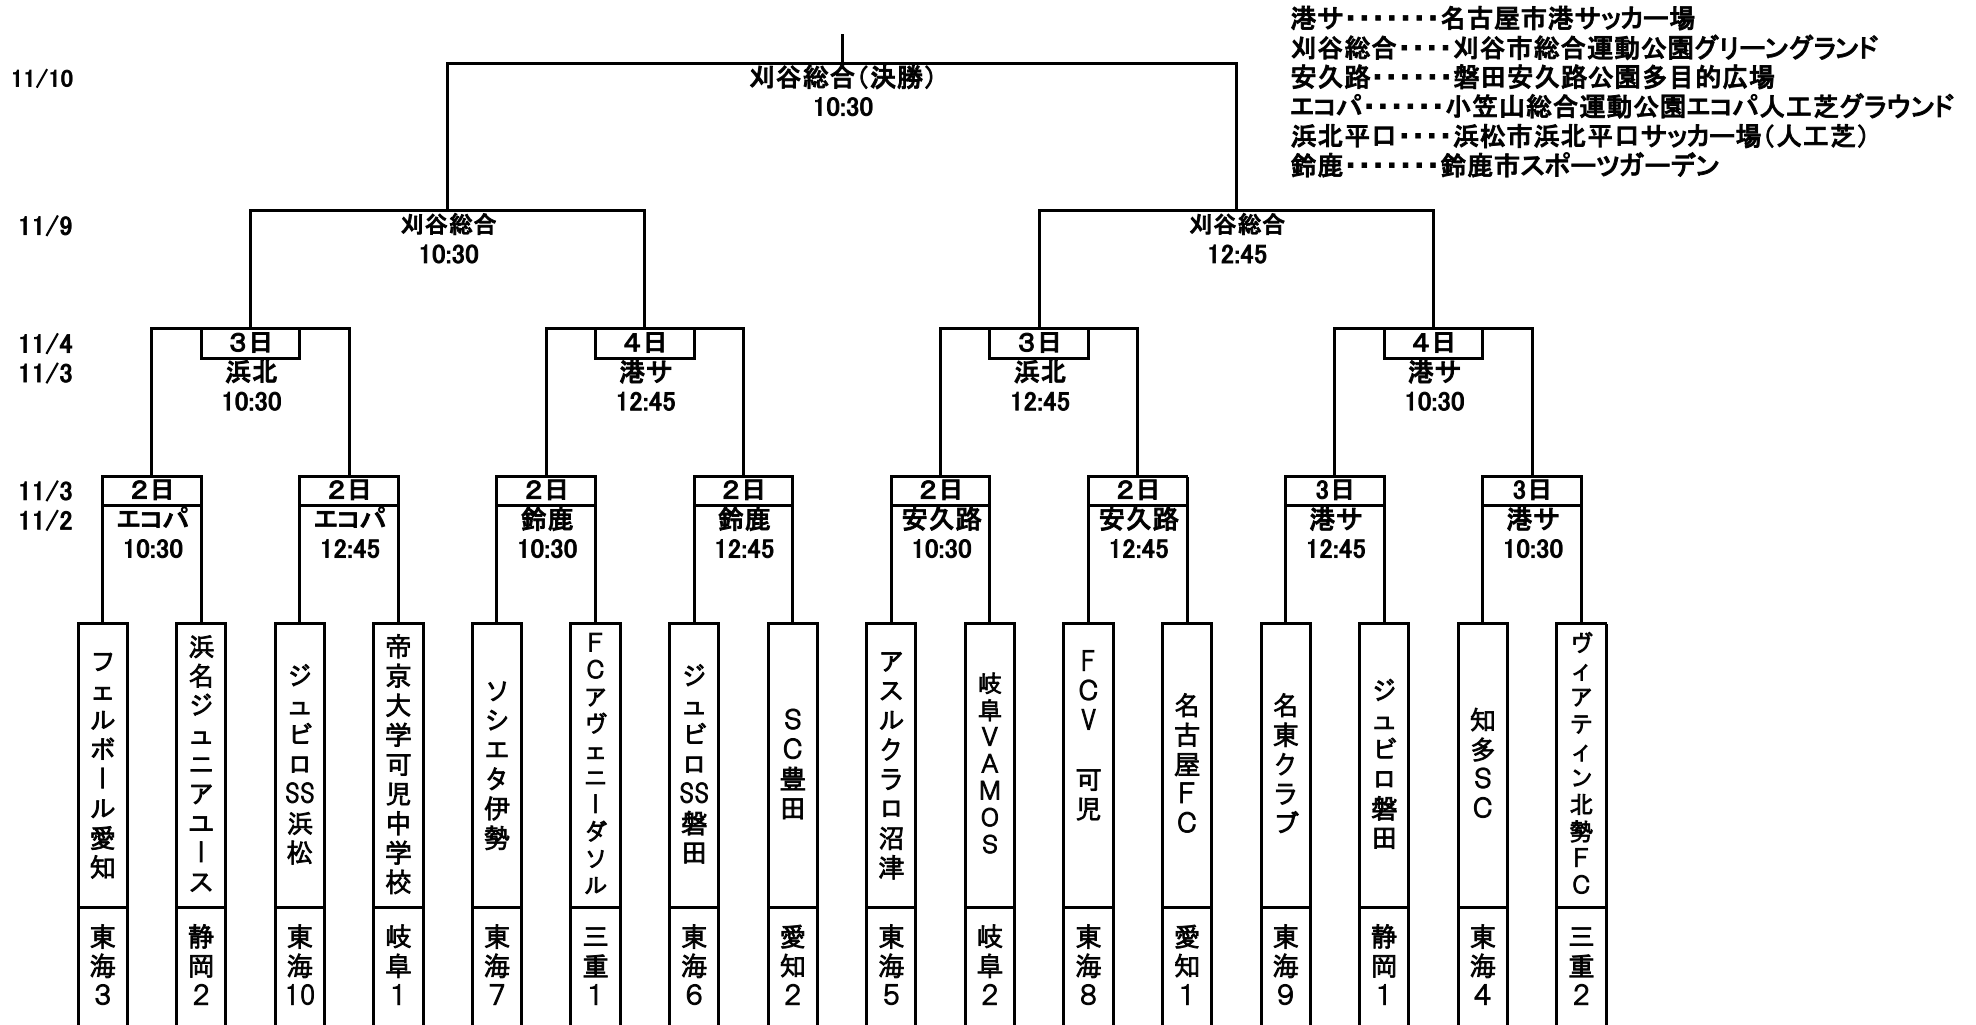 港サ・・・・・・・名古屋市港サッカー場
刈谷総合・・・・刈谷市総合運動公園グリーングランド
安久路・・・・・・磐田安久路公園多目的広場
エコパ・・・・・・小笠山総合運動公園エコパ人工芝グラウンド
浜北平口・・・・浜松市浜北平口サッカー場（人工芝）
鈴鹿・・・・・・・鈴鹿市スポーツガーデン
11/10
刈谷総合（決勝）
10:30
11/9
刈谷総合
10:30
刈谷総合
12:45
11/4
11/3
３日
浜北
10:30
４日
港サ
12:45
３日
浜北
12:45
４日
港サ
10:30
11/3
11/2
２日
エコパ
10:30
２日
エコパ
12:45
２日
鈴鹿
10:30
２日
鈴鹿
12:45
２日
安久路
10:30
２日
安久路
12:45
3日
港サ
12:45
3日
港サ
10:30
フェルボール愛知
浜名ジュニアユース
ジュビロSS浜松
帝京大学可児中学校
ソシエタ伊勢
ＦＣアヴェニーダソル
ジュビロSS磐田
ＳＣ豊田
アスルクラロ沼津
岐阜ＶＡＭＯＳ
ＦＣＶ　可児
名古屋ＦＣ
名東クラブ
ジュビロ磐田
知多ＳＣ
ヴィアティン北勢ＦＣ
東海３
静岡２
東海10
岐阜１
東海７
三重１
東海６
愛知２
東海５
岐阜２
東海８
愛知１
東海９
静岡１
東海４
三重２